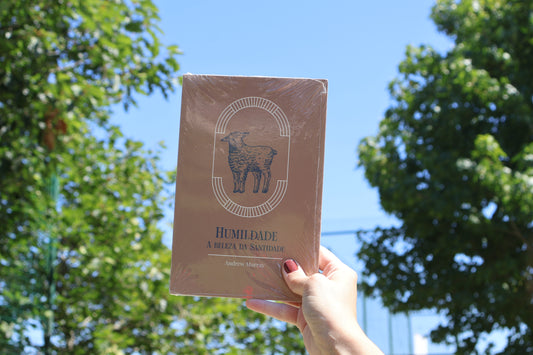 Humildade
A beleza da Santidade
Andrew Murray